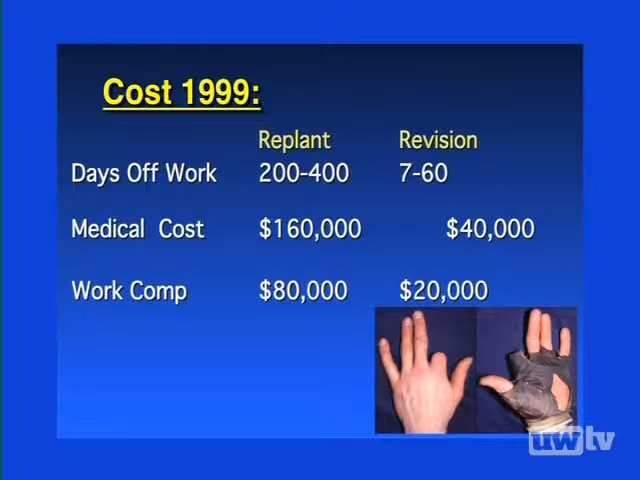 Cost 1999:
Replant Revision
Days Off Work 200-400 7-60
Medical Cost $160,000 $40,000
Work Comp $80,000 $20,000
uwtv